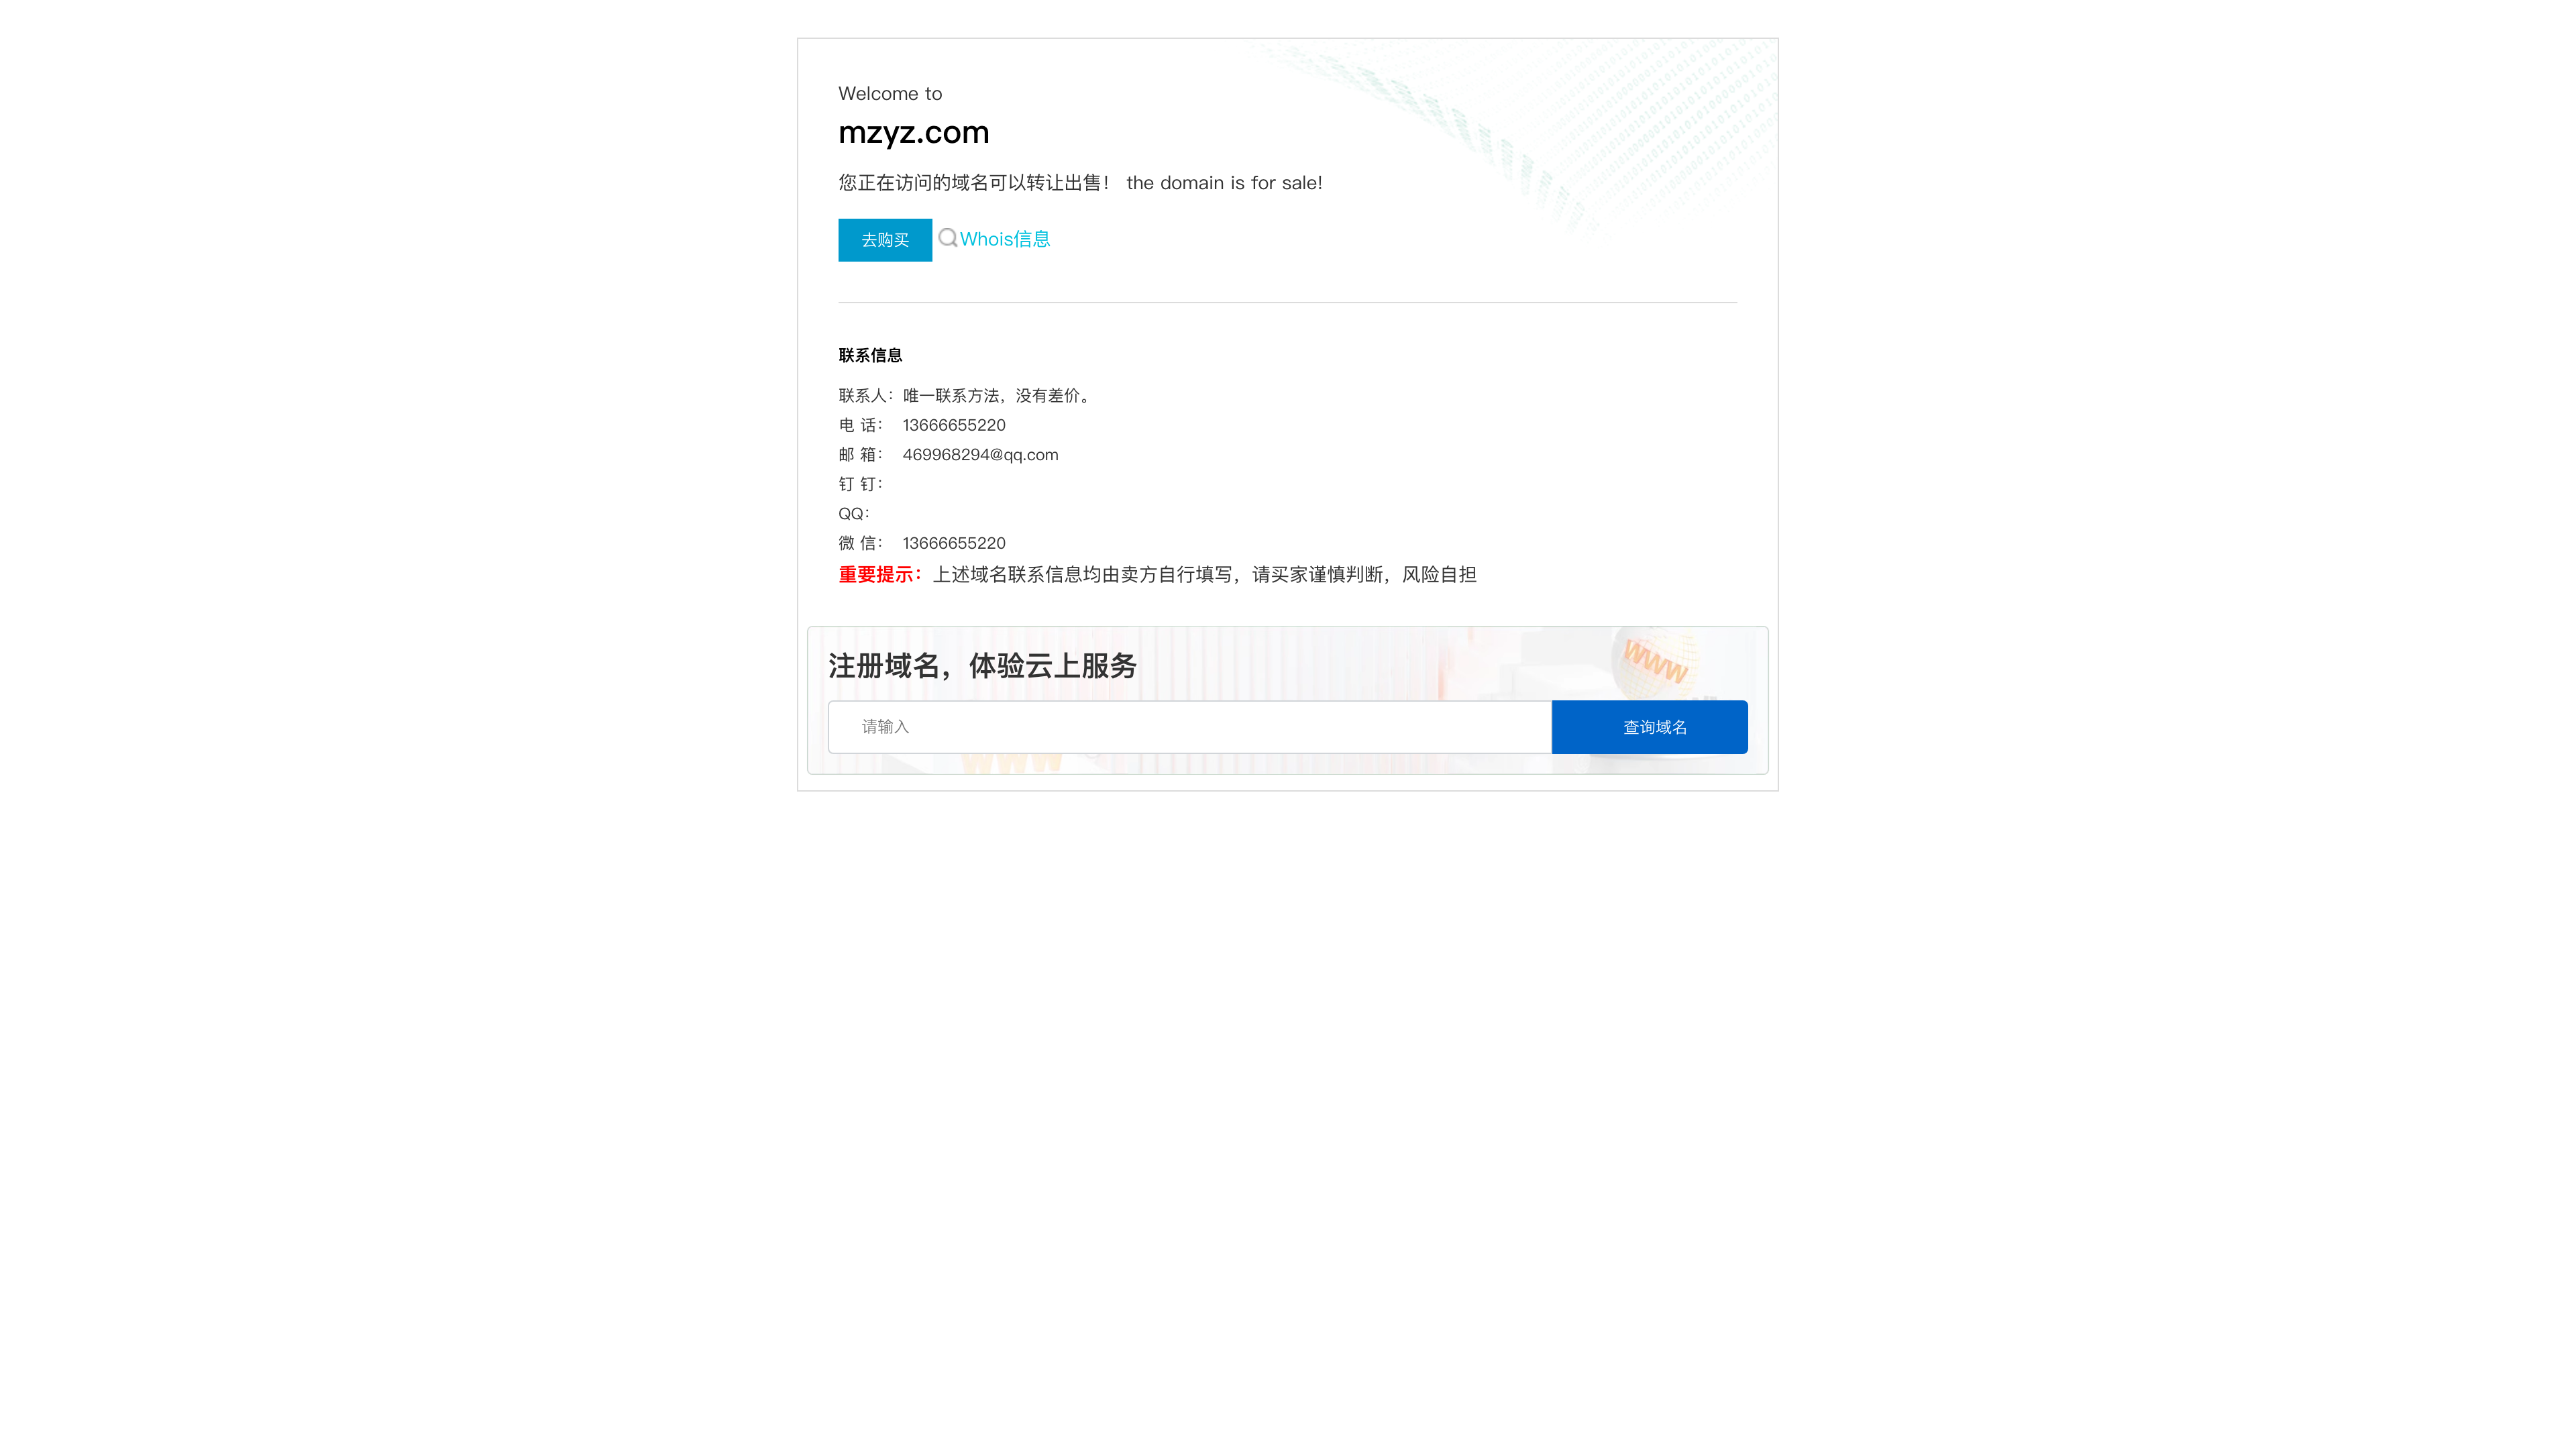 Welcome to
mzyz.com
您正在访问的域名可以转让出售！ the domain is for sale!
去购买 Whois信息
联系信息
联系人：唯一联系方法，没有差价。
电 话： 13666655220
邮 箱： 469968294@qq.com
钉 钉：
QQ：
微 信： 13666655220
重要提示：上述域名联系信息均由卖方自行填写，请买家谨慎判断，风险自担
注册域名，体验云上服务
请输入 查询域名